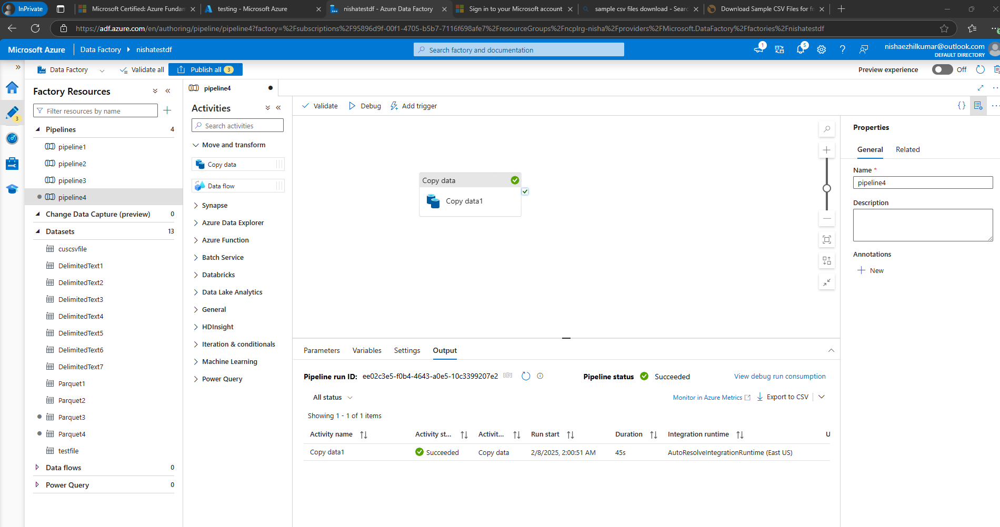 InPrivate
Microsoft Certified: Azure Fundam
testing - Microsoft Azure
nishatestdf - Azure Data Factory
Sign in to your Microsoft account
sample csv files download - Searc
Download Sample CSV Files for fr
https://adf.azure.com/en/authoring/pipeline/pipeline4?factory=%2Fsubscriptions%2F95896d9f-00f1-4705-b5b7-7116f698afe7%2FresourceGroups%2Fncplrg-nisha%2Fproviders%2FMicrosoft.DataFactory%2Ffactories%2Fnishatestdf
Microsoft Azure
Data Factory
nishatestdf
Search factory and documentation
1
5
nishaezhilkumar@outlook.com
DEFAULT DIRECTORY
Data Factory
Validate all
Publish all 3
Preview experience
Off
3
Factory Resources
Filter resources by name
Pipelines 4
pipeline1
pipeline2
pipeline3
pipeline4
Change Data Capture (preview) 0
Datasets 13
cuscsvfile
DelimitedText1
DelimitedText2
DelimitedText3
DelimitedText4
DelimitedText5
DelimitedText6
DelimitedText7
Parquet1
Parquet2
Parquet3
Parquet4
testfile
Data flows 0
Power Query 0
pipeline4
Activities
Search activities
Move and transform
Copy data
Data flow
Synapse
Azure Data Explorer
Azure Function
Batch Service
Databricks
Data Lake Analytics
General
HDInsight
Iteration & conditionals
Machine Learning
Power Query
Validate
Debug
Add trigger
{}
Copy data
Copy data1
Properties
General Related
Name *
pipeline4
Description
Annotations
New
Parameters Variables Settings Output
Pipeline run ID: ee02c3e5-f0b4-4643-a0e5-10c3399207e2
Pipeline status Succeeded
View debug run consumption
All status
Monitor in Azure Metrics
Export to CSV
Showing 1 - 1 of 1 items
Activity name Activity st... Activit... Run start Duration Integration runtime U
Copy data1 Succeeded Copy data 2/8/2025, 2:00:51 AM 45s AutoResolveIntegrationRuntime (East US)